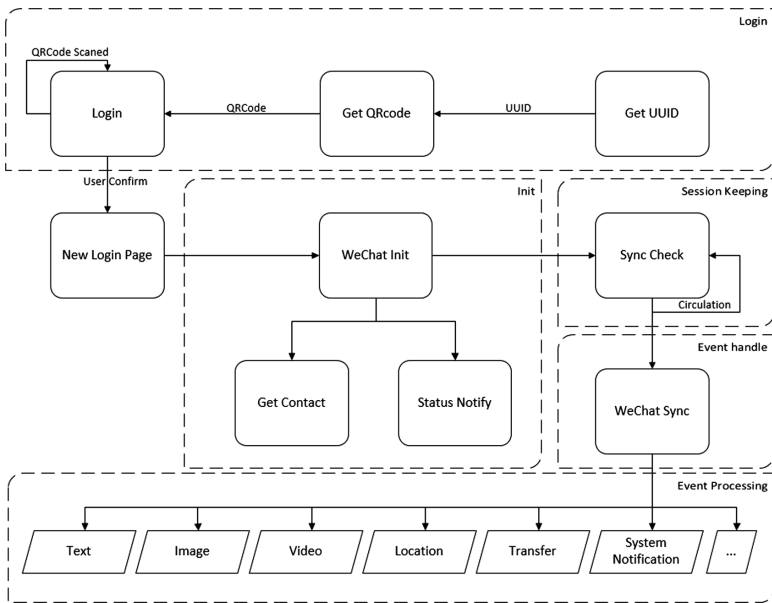 Login
QRCode Scaned
Login
QRCode
Get QRcode
UUID
Get UUID
User Confirm
Init
Session Keeping
New Login Page
WeChat Init
Sync Check
Circulation
Event handle
Get Contact
Status Notify
WeChat Sync
Event Processing
Text
Image
Video
Location
Transfer
System
Notification
...